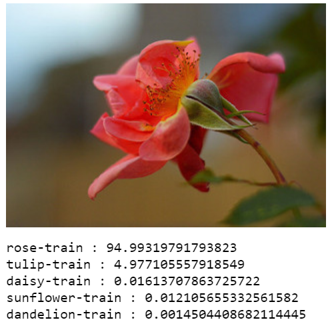 rose-train : 94.99319791793823
tulip-train : 4.977105557918549
daisy-train : 0.01613707863725722
sunflower-train : 0.012105655332561582
dandelion-train : 0.0014504408682114445